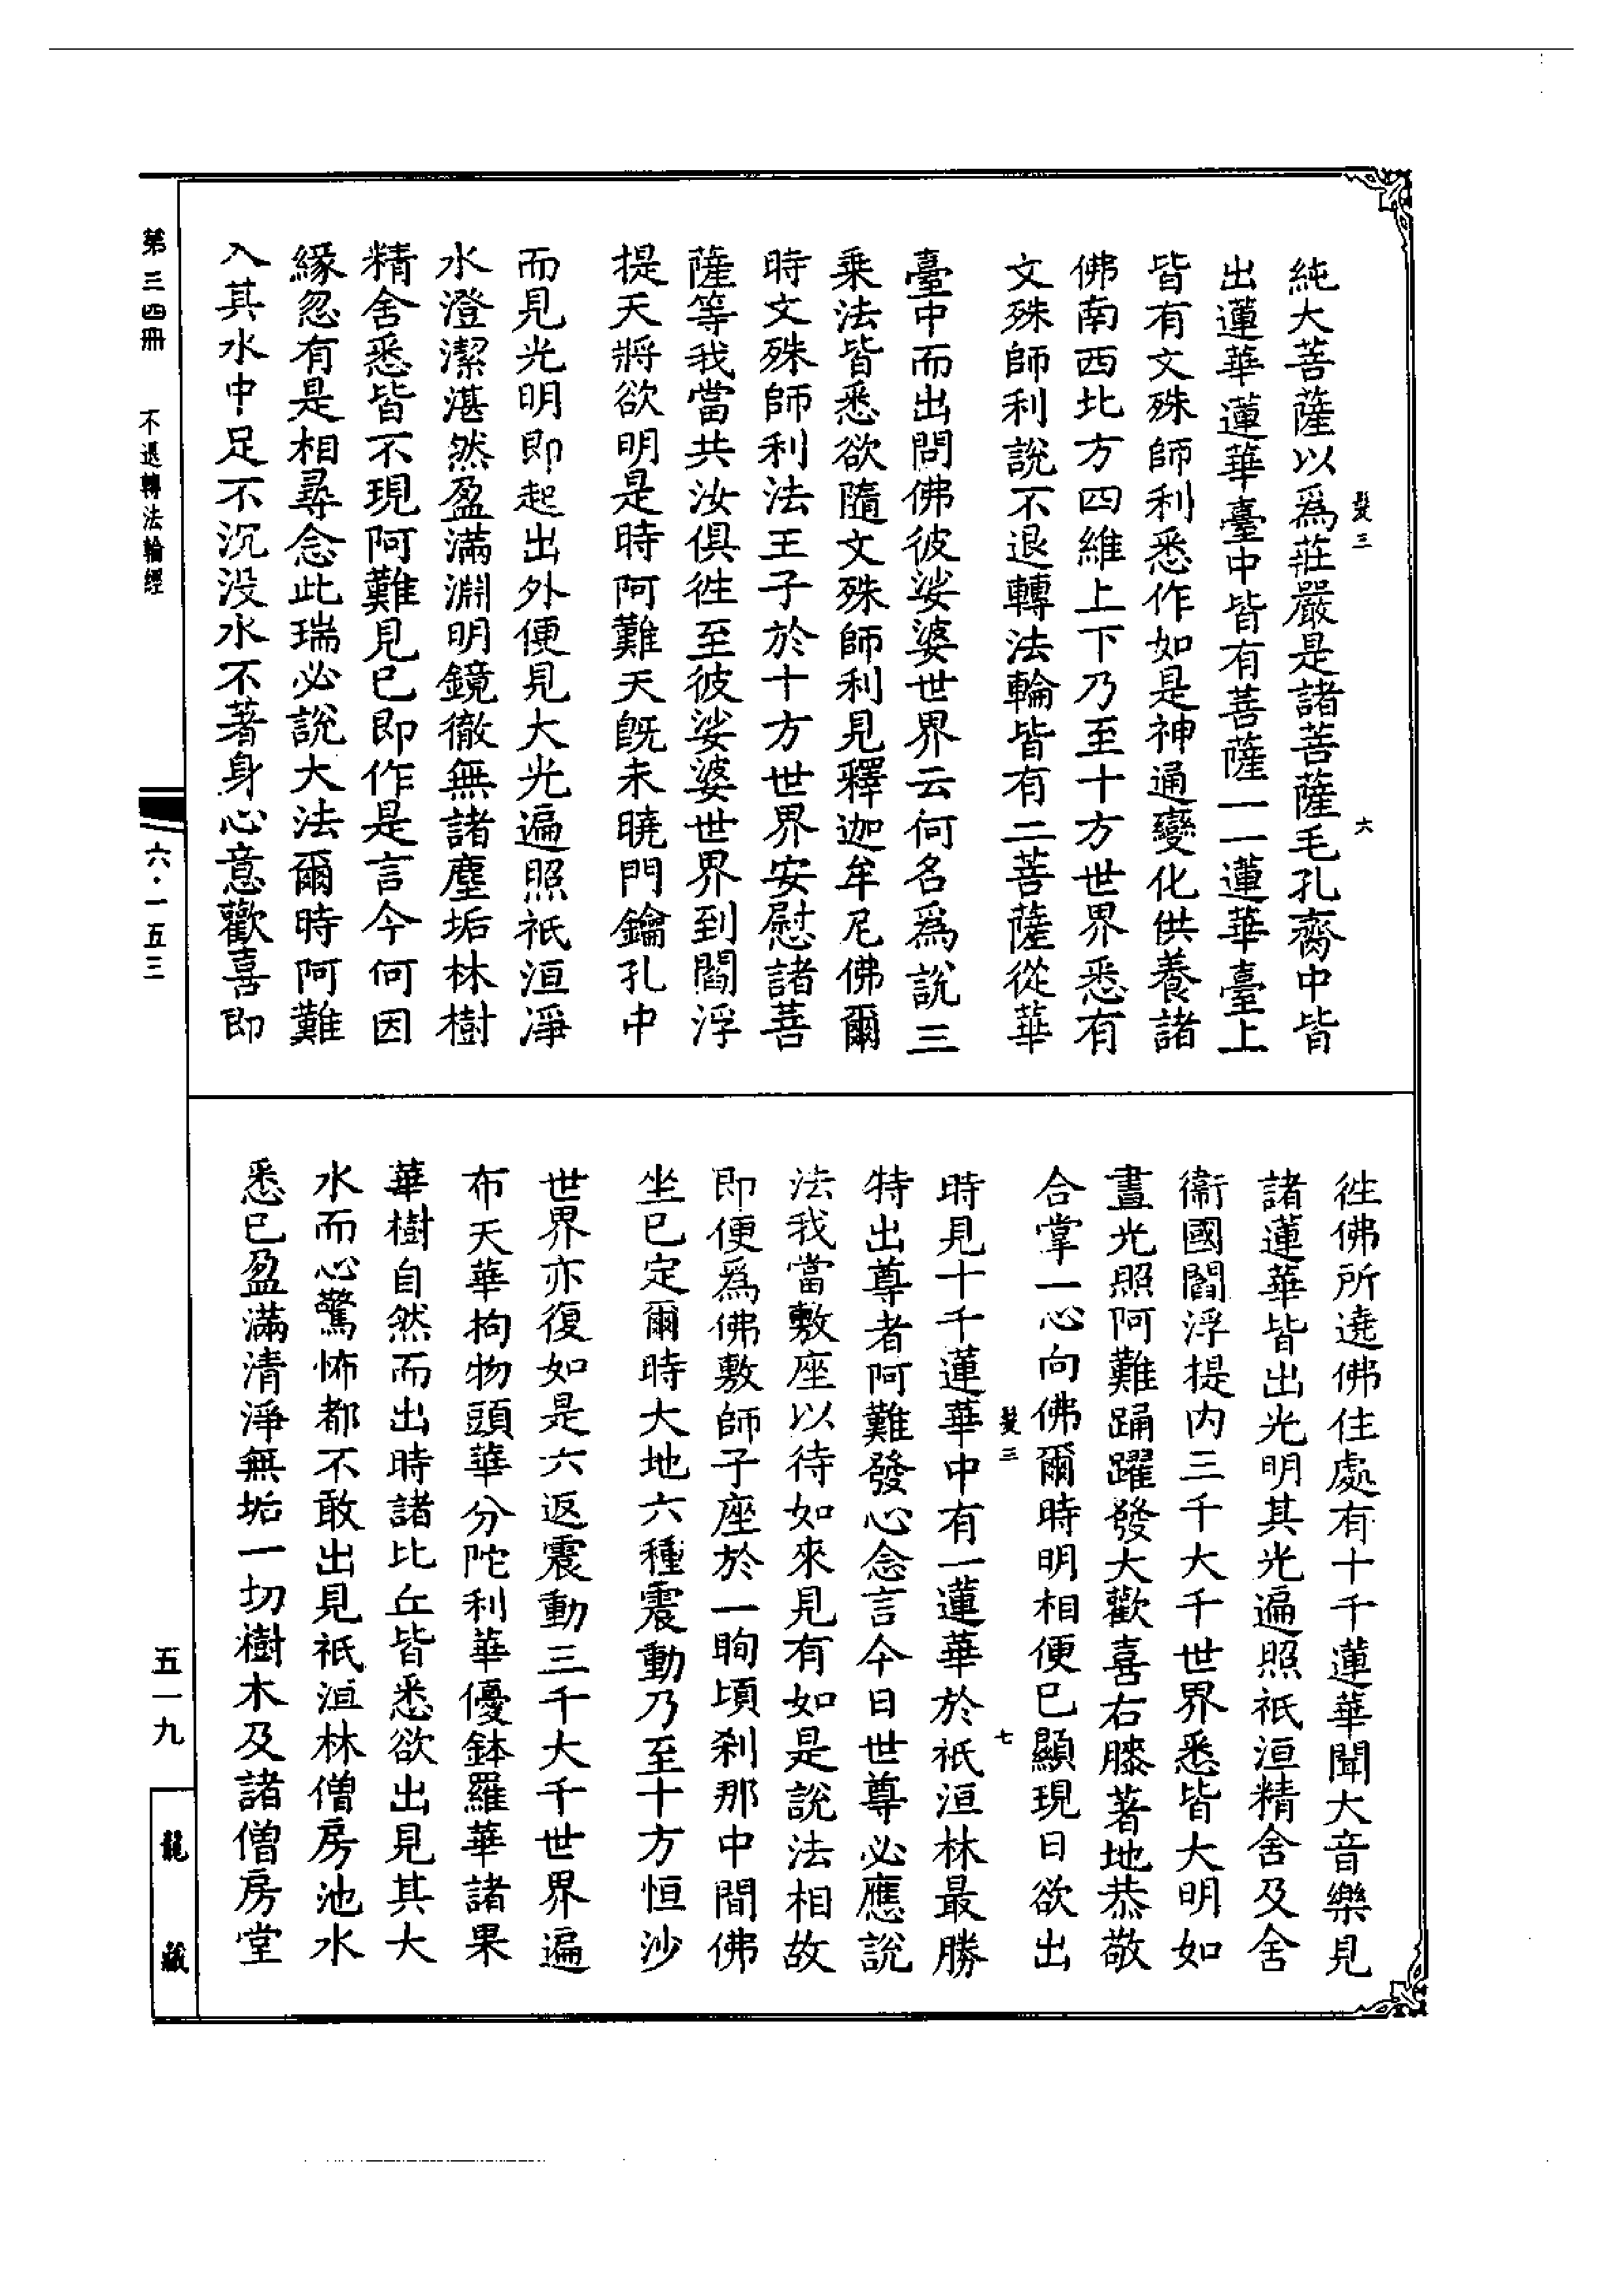 純大菩薩以爲莊嚴是諸菩薩毛孔齎中皆
出蓮華蓮華臺中皆有菩薩一一蓮華臺上
皆有文殊師利悉作如是神通變化供養諸
佛南西北方四維上下乃至十方世界悉有
文殊師利說不退轉法輪皆有二菩薩從華
臺中而出問佛彼娑婆世界云何名爲說三
乗法皆悉欲隨文殊師利見釋迦牟尼佛爾
時文殊師利法王子於十方世界安慰諸菩
薩等我當共汝俱徃至彼娑婆世界到閻浮
提天將欲明是時阿難天旣未曉門鑰孔中
而見光明即起出外便見大光遍照祇洹淨
水澄潔湛然盈滿淵明鏡徹無諸塵垢林樹
精舍悉皆不現阿難見已即作是言今何因
緣忽有是相尋念此瑞必說大法爾時阿難
入其水中足不沉没水不著身心意歡喜即
髮三
六
徃佛所遶佛住處有十千蓮華聞大音樂見
諸蓮華皆出光明其光遍照祇洹精舍及舍
衞國閻浮提内三千大千世界悉皆大明如
晝光照阿難踊躍發大歡喜右膝著地恭敬
合掌一心向佛爾時明相便已顯現日欲出
髮三
七
時見十千蓮華中有一蓮華於祇洹林最勝
特出尊者阿難發心念言今日世尊必應說
法我當敷座以待如來見有如是說法相故
即便爲佛敷師子座於一眴頃刹那中間佛
坐已定爾時大地六種震動乃至十方恒沙
世界亦復如是六返震動三千大千世界遍
布天華拘物頭華分陀利華優鉢羅華諸果
華樹自然而出時諸比丘皆悉欲出見其大
水而心驚怖都不敢出見祇洹林僧房池水
悉已盈滿清淨無垢一切樹木及諸僧房堂
第三四冊　不退轉法輪經
六·一五三
五一九
龍藏